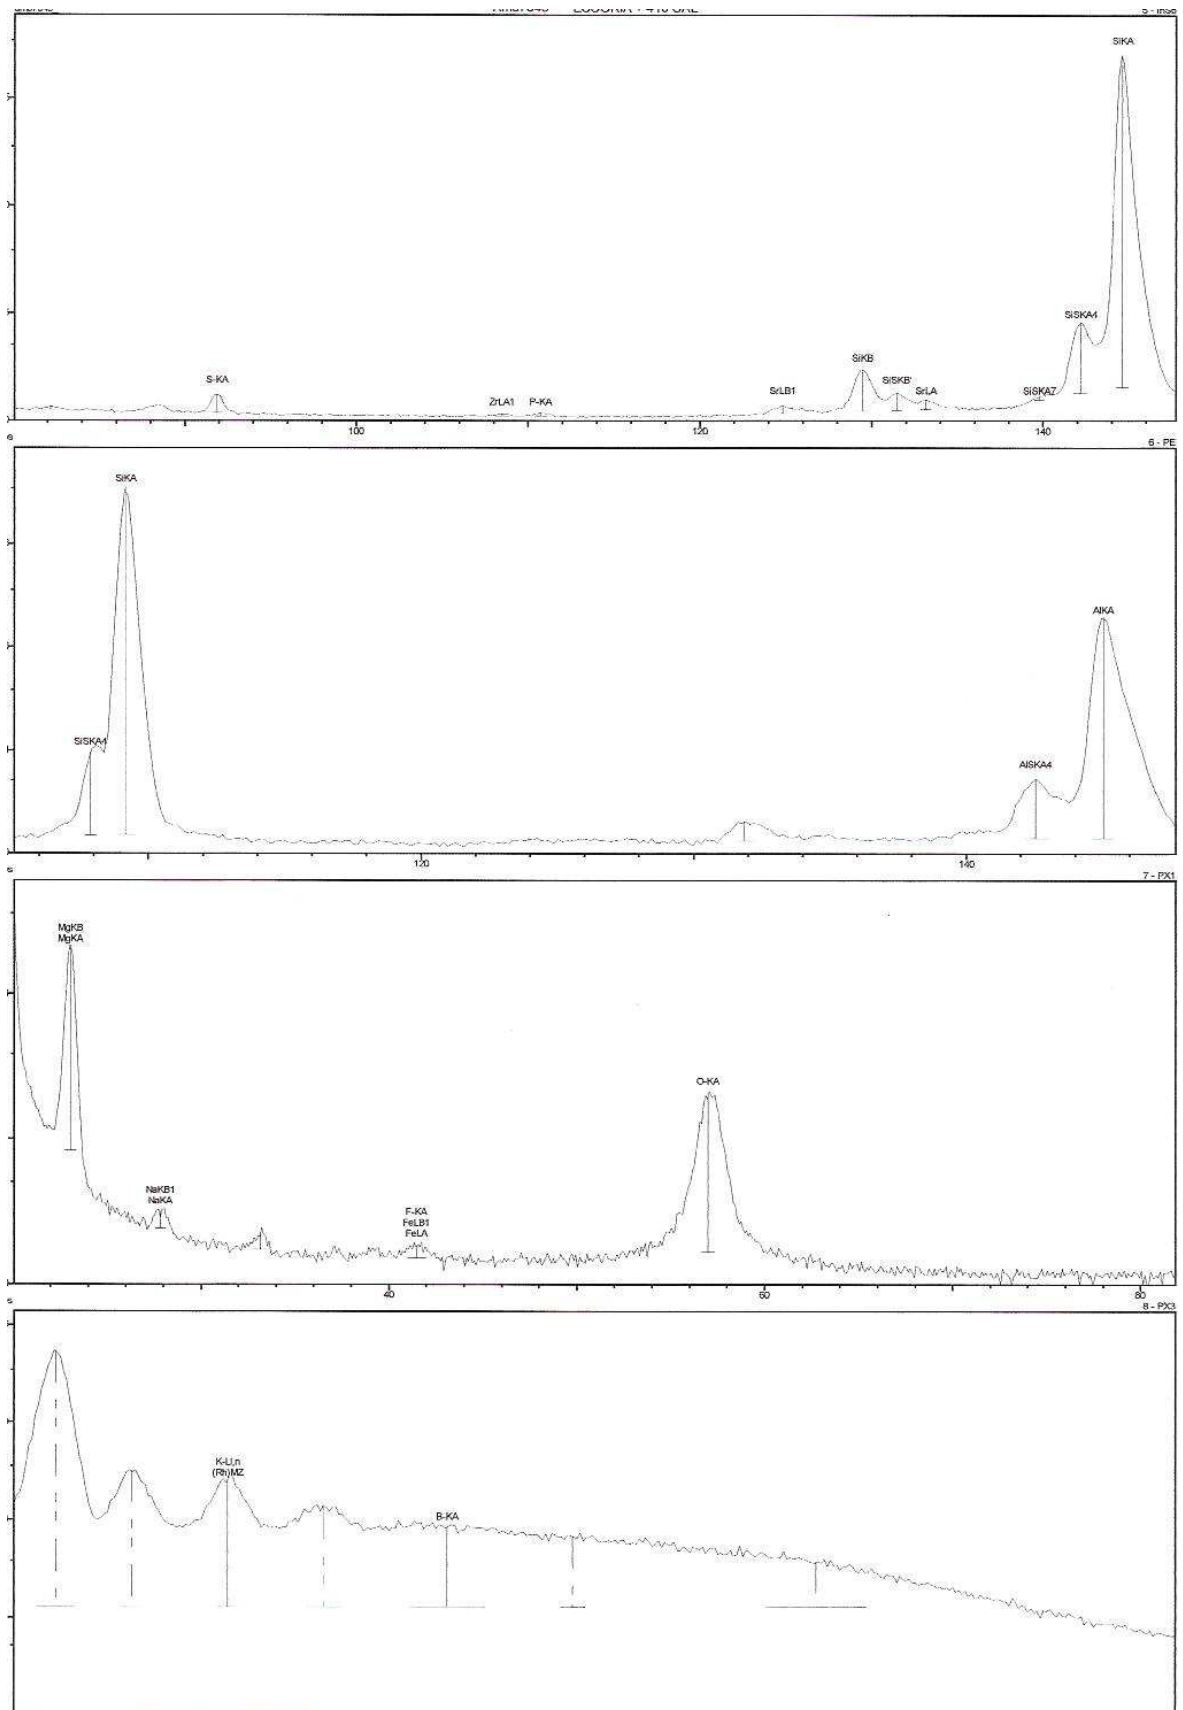 SiKA
SiSKA4
SiKB
S-KA
SiSKB'
SrLB1
SrLA
SiSKA7
ZrLA1
P-KA
100
120
140
6 - PE
SiKA
AlKA
SiSKA4
AlSKA4
120
140
7 - PX1
MgKB
MgKA
O-KA
NaKB1
NaKA
F-KA
FeLB1
FeLA
40
60
80
8 - PX3
K-LI,n
(Rh)MZ
B-KA